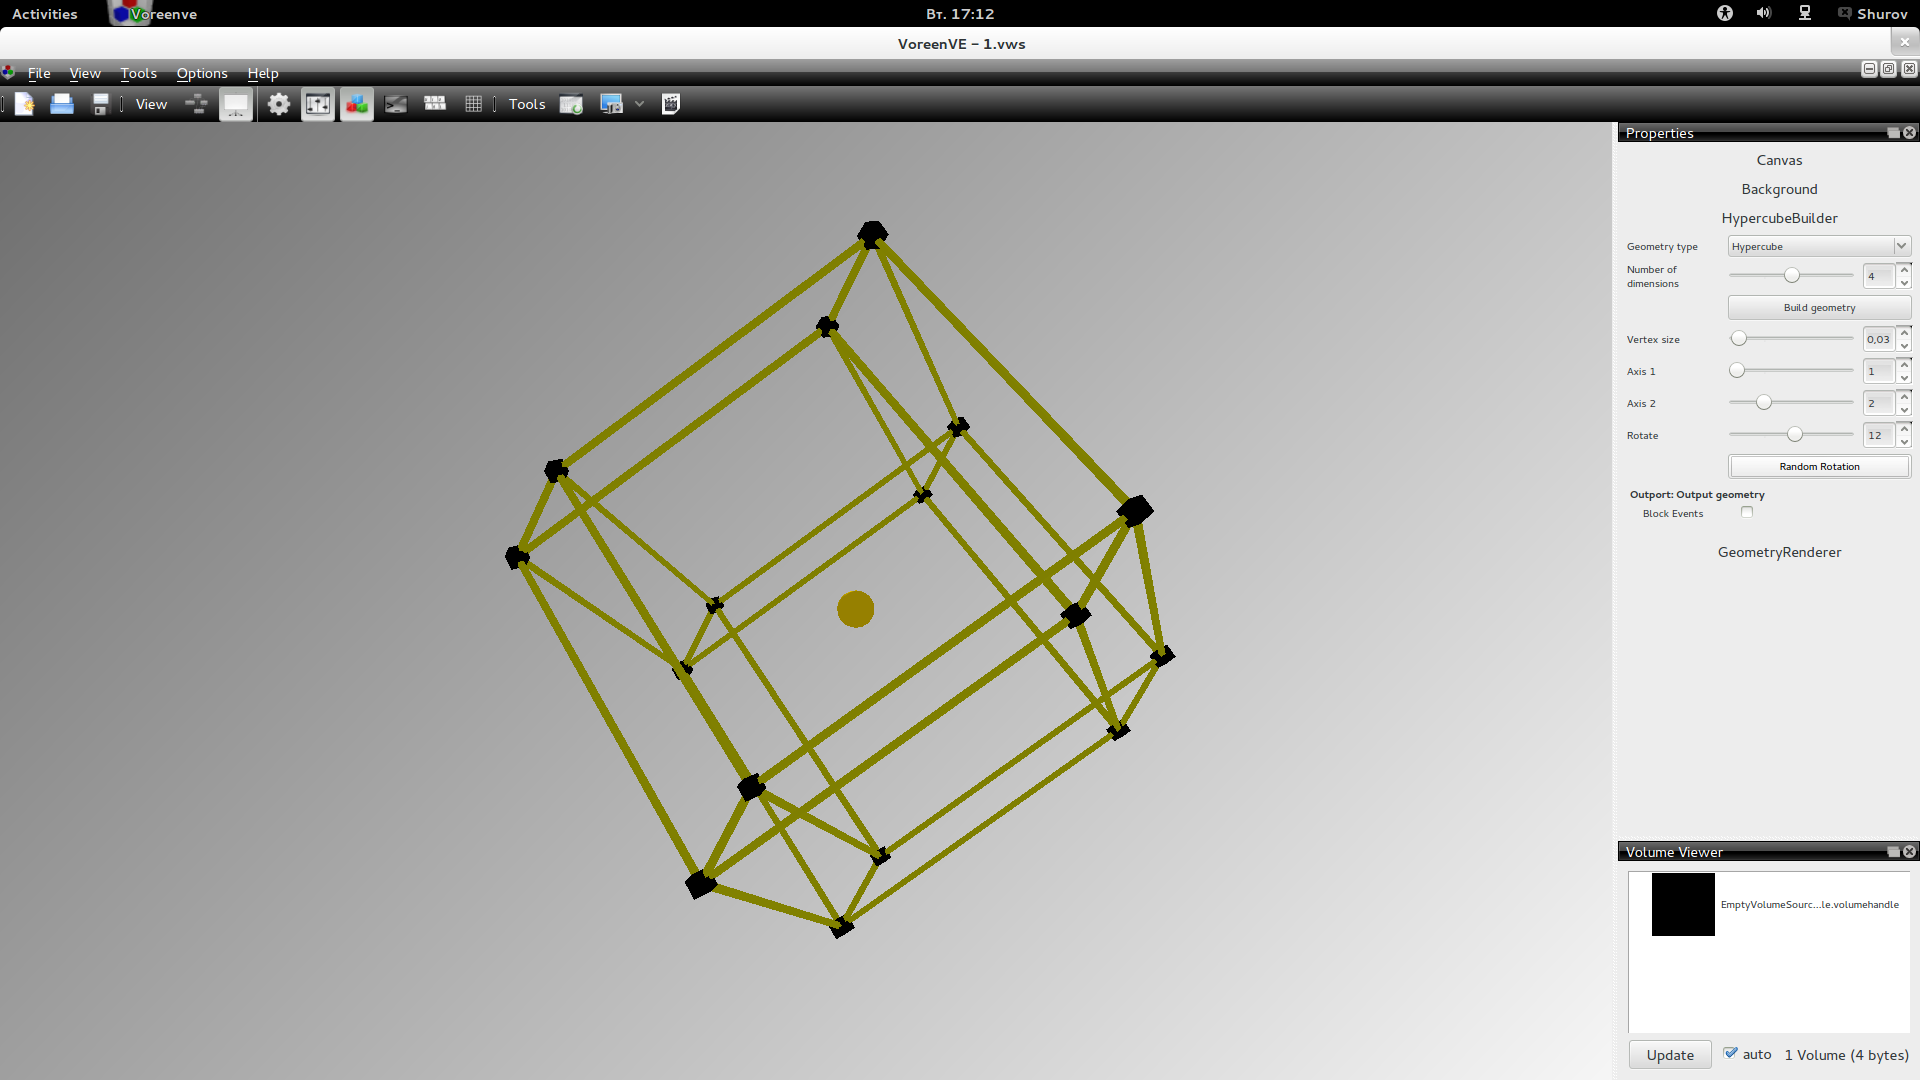 Activities Voreenve Вт. 17:12 Shurov
VoreenVE - 1.vws
File View Tools Options Help
View Tools
Properties
Canvas
Background
HypercubeBuilder
Geometry type Hypercube
Number of
dimensions 4
Build geometry
Vertex size 0,03
Axis 1 1
Axis 2 2
Rotate 12
Random Rotation
Outport: Output geometry
Block Events
GeometryRenderer
Volume Viewer
EmptyVolumeSourc...le.volumehandle
Update auto 1 Volume (4 bytes)